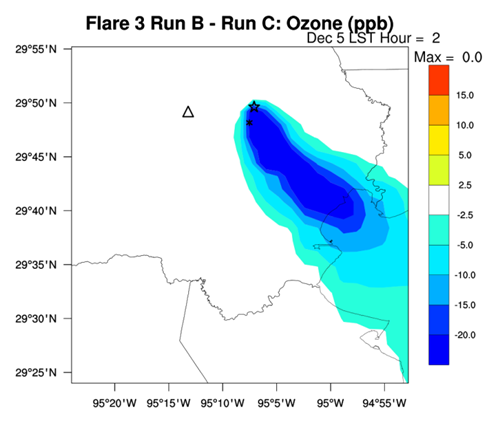 Flare 3 Run B - Run C: Ozone (ppb)
Dec 5 LST Hour = 2
Max = 0.0
29°55'N
29°50'N
29°45'N
29°40'N
29°35'N
29°30'N
29°25'N
15.0
10.0
5.0
2.5
-2.5
-5.0
-10.0
-15.0
-20.0
95°20'W 95°15'W 95°10'W 95°5'W 95°W 94°55'W